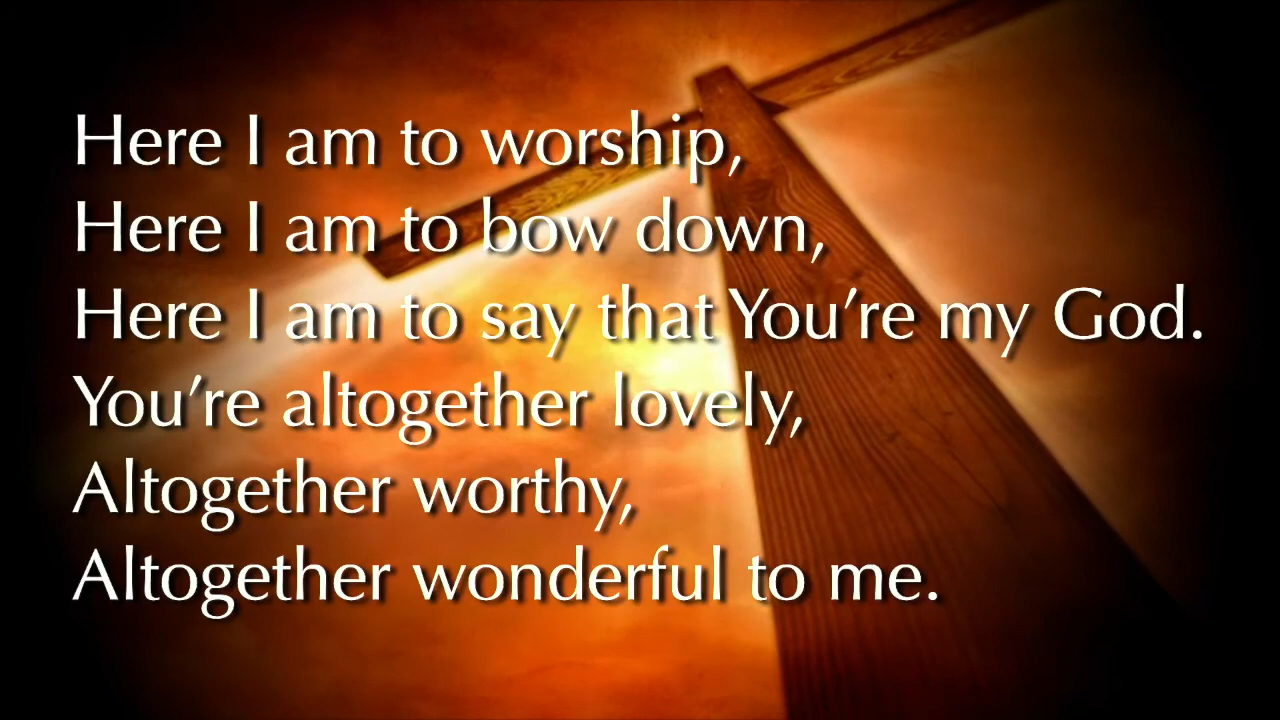 Here I am to worship,
Here I am to bow down,
Here I am to say that You’re my God.
You’re altogether lovely,
Altogether worthy,
Altogether wonderful to me.